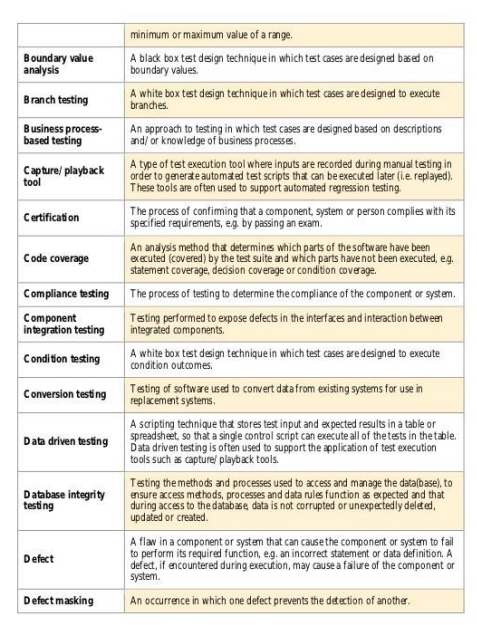 minimum or maximum value of a range.
Boundary value
analysis
A black box test design technique in which test cases are designed based on
boundary values.
Branch testing
A white box test design technique in which test cases are designed to execute
branches.
Business process-
based testing
An approach to testing in which test cases are designed based on descriptions
and/or knowledge of business processes.
Capture/playback
tool
A type of test execution tool where inputs are recorded during manual testing in
order to generate automated test scripts that can be executed later (i.e. replayed).
These tools are often used to support automated regression testing.
Certification
The process of confirming that a component, system or person complies with its
specified requirements, e.g. by passing an exam.
Code coverage
An analysis method that determines which parts of the software have been
executed (covered) by the test suite and which parts have not been executed, e.g.
statement coverage, decision coverage or condition coverage.
Compliance testing
The process of testing to determine the compliance of the component or system.
Component
integration testing
Testing performed to expose defects in the interfaces and interaction between
integrated components.
Condition testing
A white box test design technique in which test cases are designed to execute
condition outcomes.
Conversion testing
Testing of software used to convert data from existing systems for use in
replacement systems.
Data driven testing
A scripting technique that stores test input and expected results in a table or
spreadsheet, so that a single control script can execute all of the tests in the table.
Data driven testing is often used to support the application of test execution
tools such as capture/playback tools.
Database integrity
testing
Testing the methods and processes used to access and manage the data(base), to
ensure access methods, processes and data rules function as expected and that
during access to the database, data is not corrupted or unexpectedly deleted,
updated or created.
Defect
A flaw in a component or system that can cause the component or system to fail
to perform its required function, e.g. an incorrect statement or data definition. A
defect, if encountered during execution, may cause a failure of the component or
system.
Defect masking
An occurrence in which one defect prevents the detection of another.